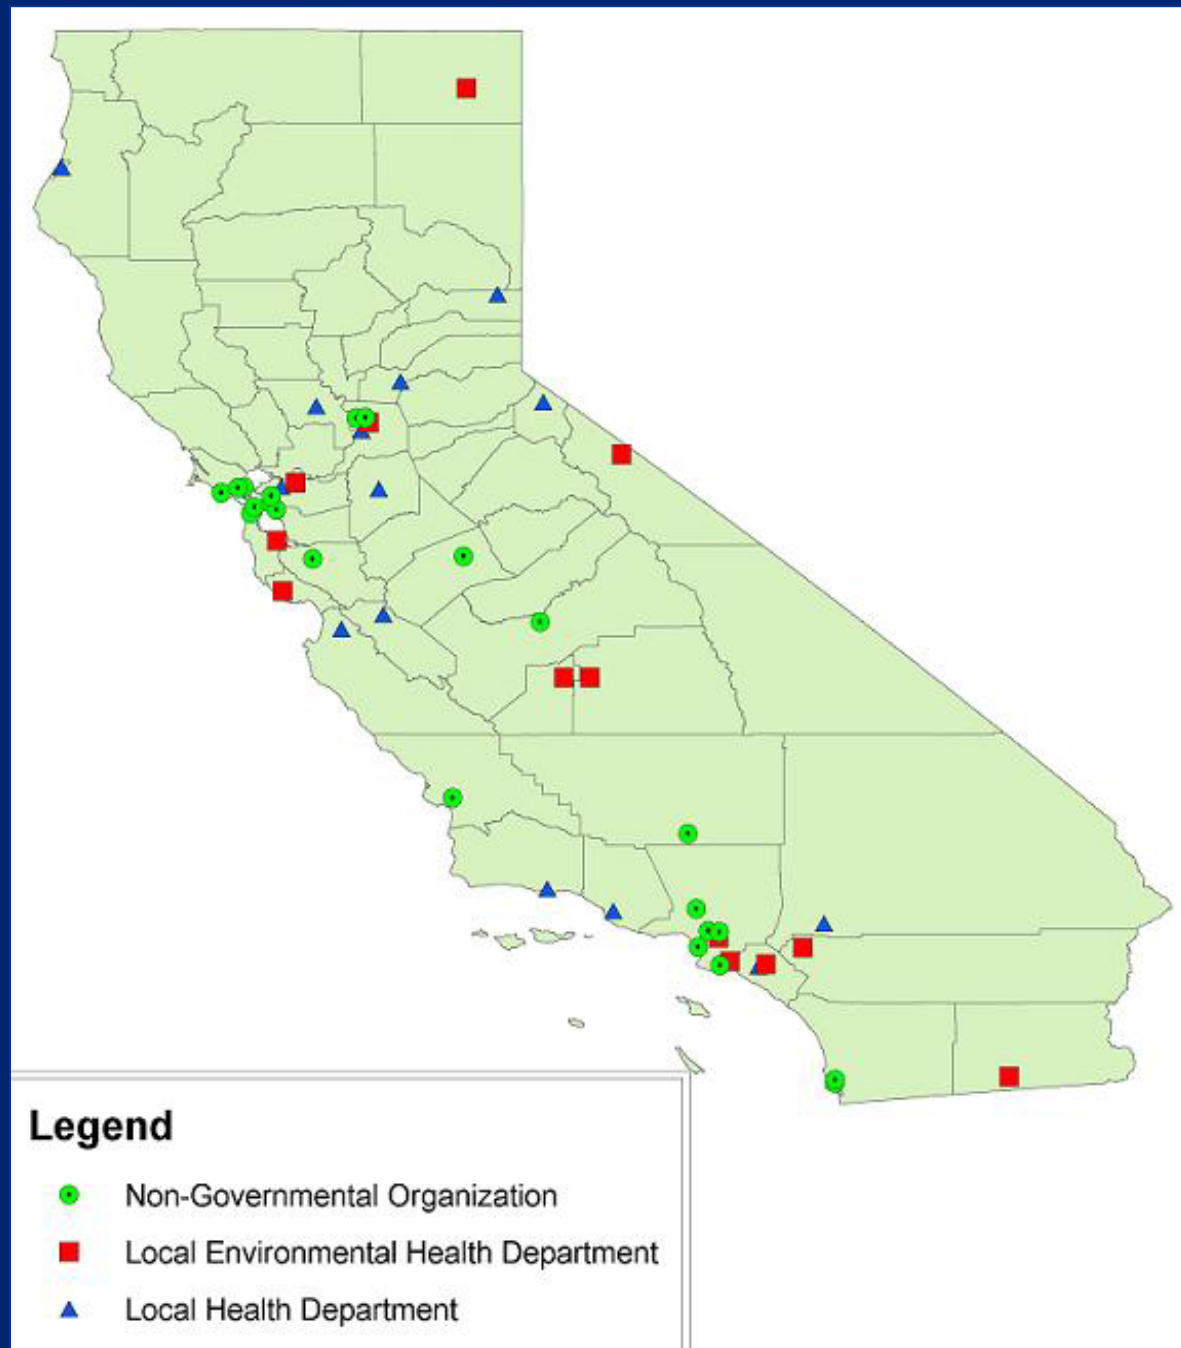 Legend
Non-Governmental Organization
Local Environmental Health Department
Local Health Department